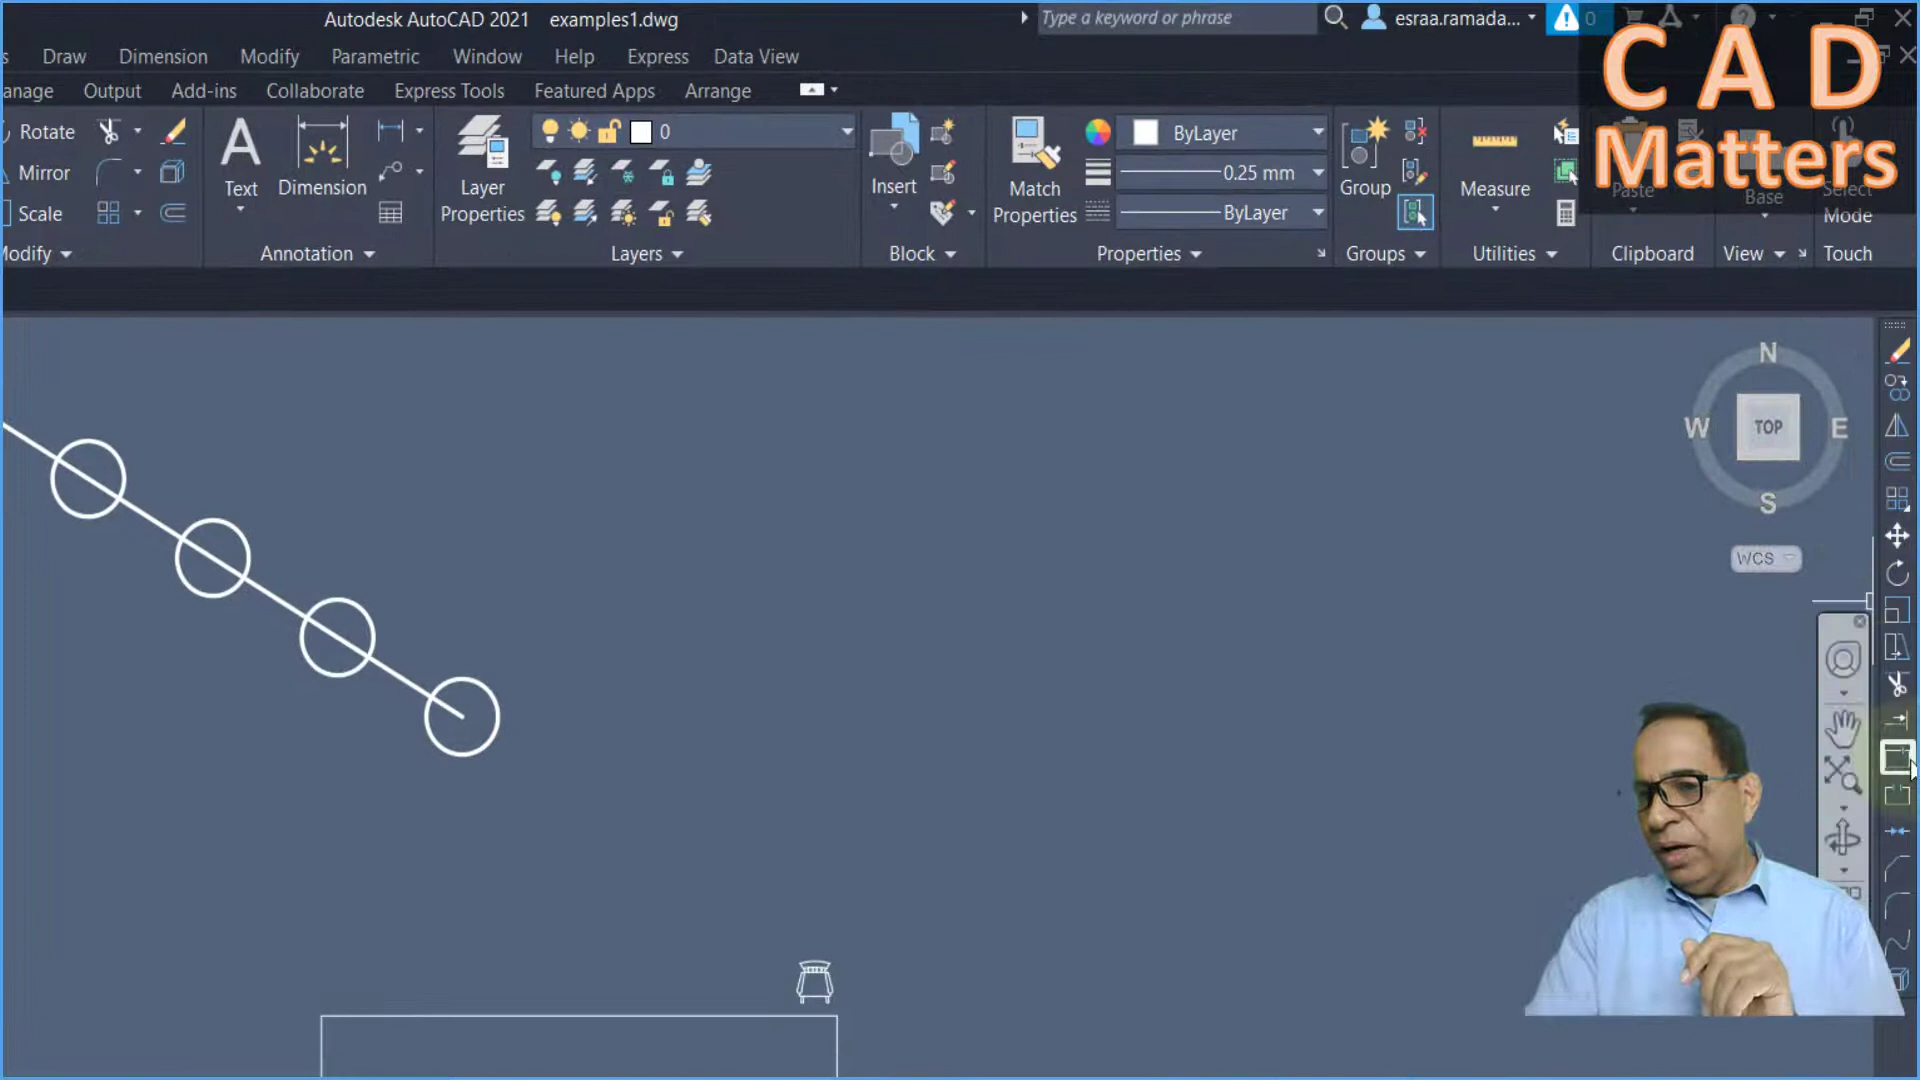 Autodesk AutoCAD 2021 examples1.dwg
Type a keyword or phrase
esraa.ramada...
0
Draw Dimension Modify Parametric Window Help Express Data View
anage Output Add-ins Collaborate Express Tools Featured Apps Arrange
CAD
Matters
Rotate
Mirror
Scale
Modify
Text
Dimension
Annotation
Layer
Properties
0
Layers
Insert
Block
Match
Properties
ByLayer
0.25 mm
ByLayer
Properties
Group
Groups
Measure
Utilities
Paste
Clipboard
Base
View
Select
Mode
Touch
N
W
TOP
E
S
WCS